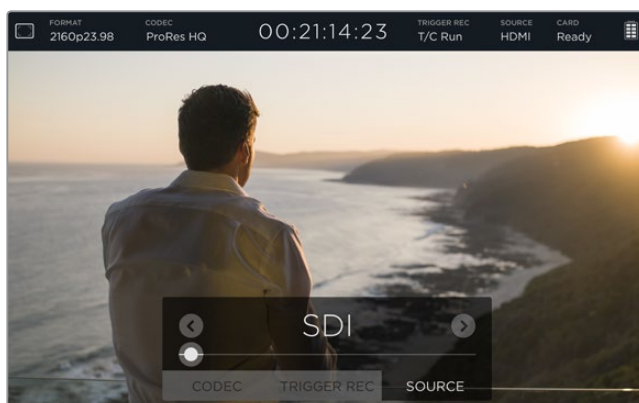 FORMAT
2160p23.98
CODEC
ProRes HQ
00:21:14:23
TRIGGER REC
T/C Run
SOURCE
HDMI
CARD
Ready
SDI
CODEC
TRIGGER REC
SOURCE